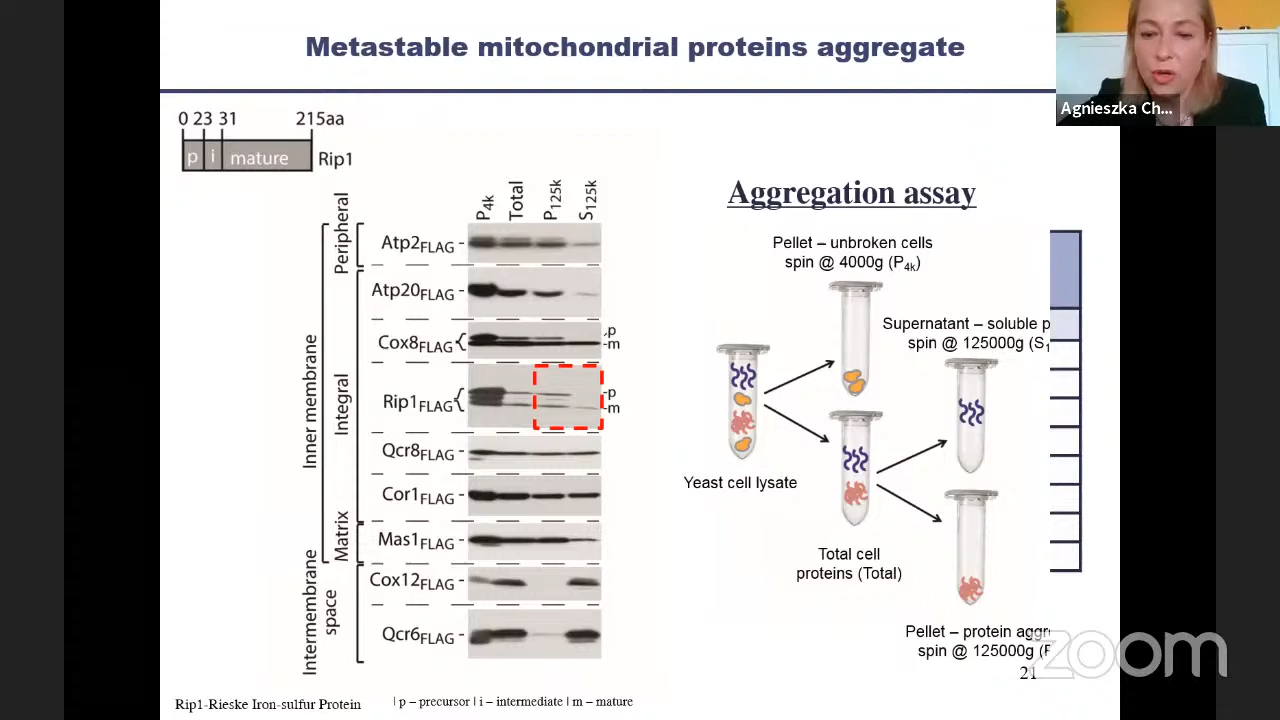 Metastable mitochondrial proteins aggregate
Agnieszka Ch...
0 23 31 215aa
p i mature Rip1
Aggregation assay
P4k Total P125k S125k
Peripheral
Integral
Matrix
Inner membrane
Intermembrane space
Atp2FLAG
Atp20FLAG
Cox8FLAG
p
m
Rip1FLAG
p
m
Qcr8FLAG
Cor1FLAG
Mas1FLAG
Cox12FLAG
Qcr6FLAG
Pellet – unbroken cells
spin @ 4000g (P4k)
Supernatant – soluble p
spin @ 125000g (S1
Yeast cell lysate
Total cell
proteins (Total)
Pellet – protein aggr
spin @ 125000g (
zoom
21
Rip1-Rieske Iron-sulfur Protein
| p – precursor | i – intermediate | m – mature